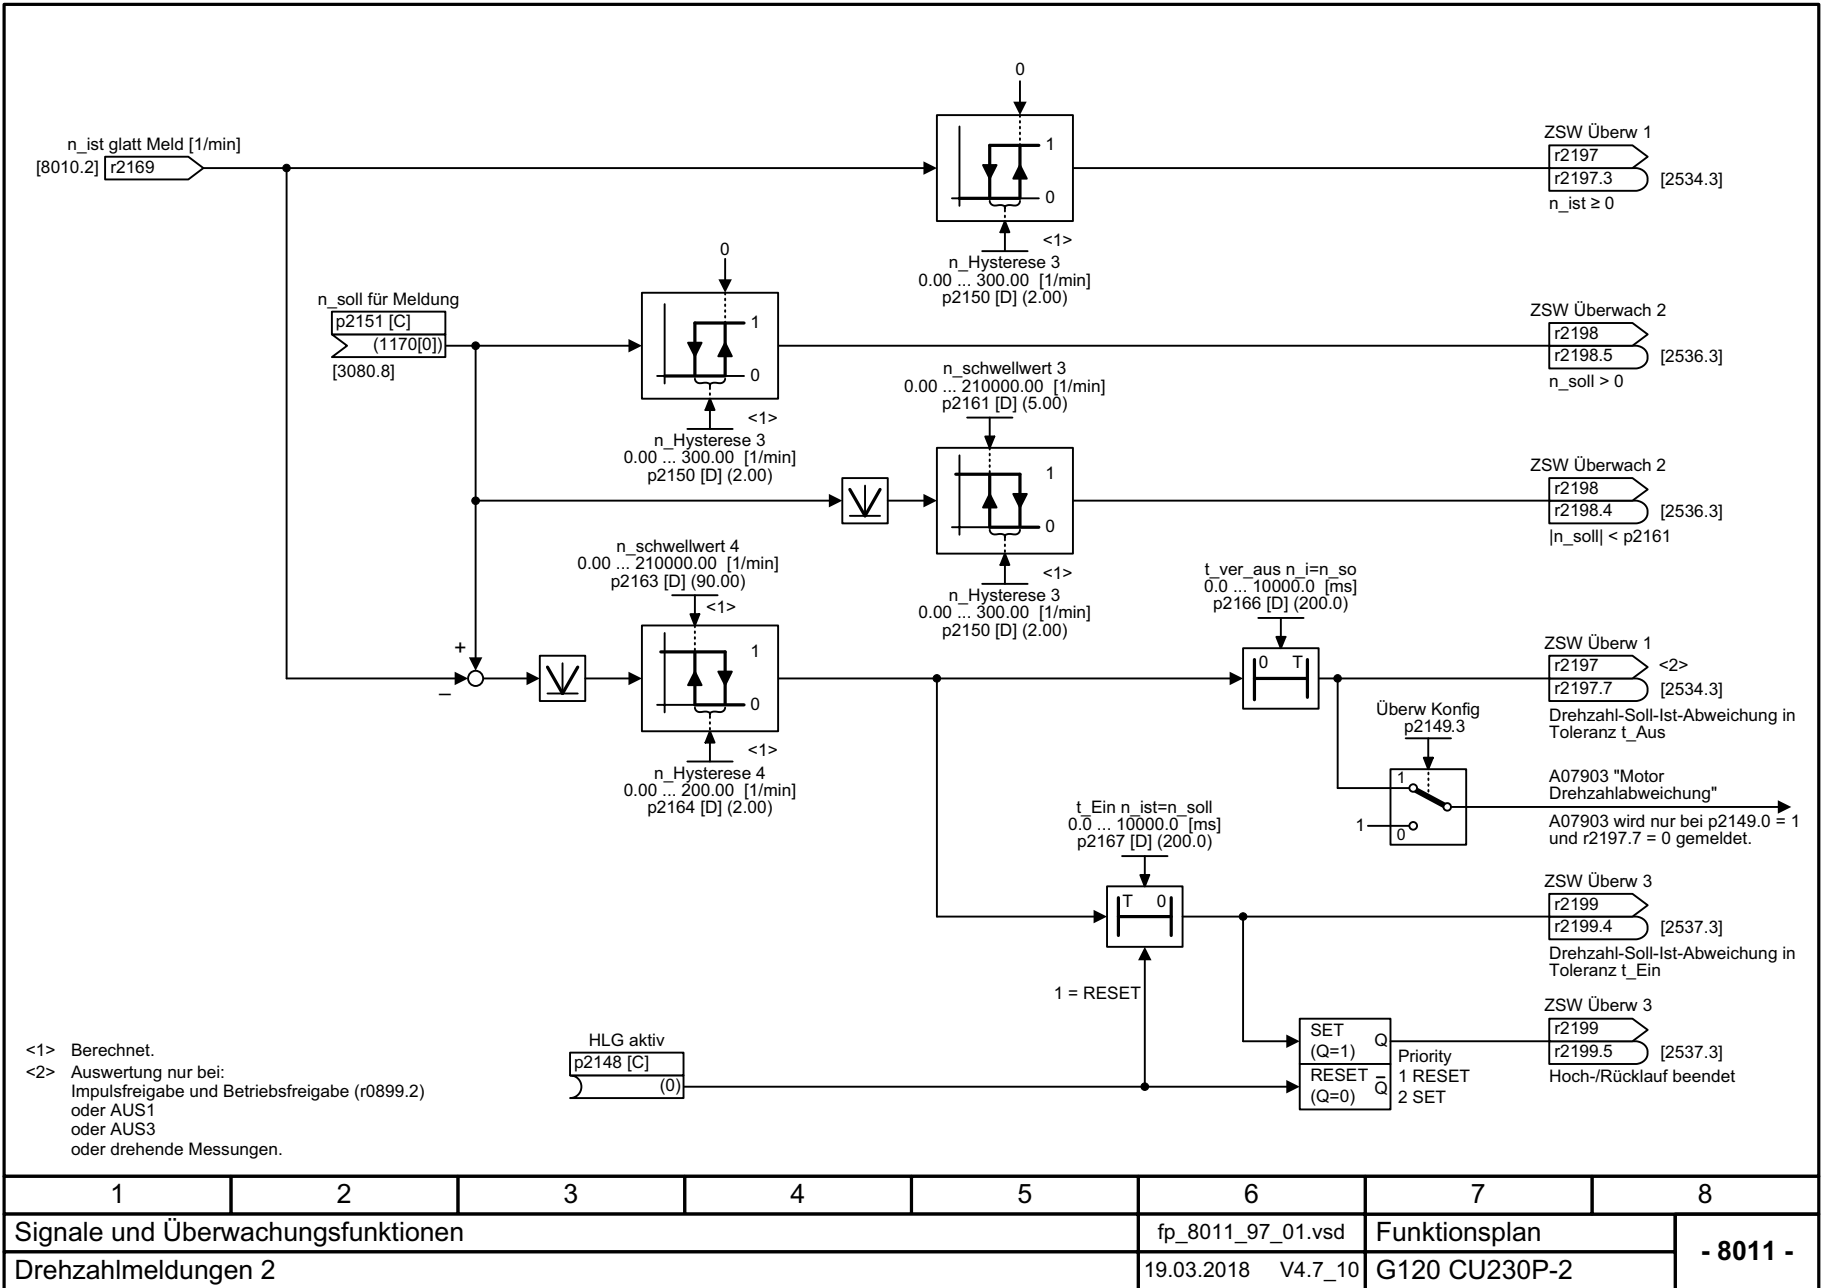 0
n_ist glatt Meld [1/min]
[8010.2] r2169
1
0
<1>
n_Hysterese 3
0.00 ... 300.00 [1/min]
p2150 [D] (2.00)
ZSW Überw 1
r2197
r2197.3 [2534.3]
n_ist ≥ 0
n_soll für Meldung
p2151 [C]
(1170[0])
[3080.8]
0
1
0
<1>
n_Hysterese 3
0.00 ... 300.00 [1/min]
p2150 [D] (2.00)
ZSW Überwach 2
r2198
r2198.5 [2536.3]
n_soll > 0
n_schwellwert 3
0.00 ... 210000.00 [1/min]
p2161 [D] (5.00)
1
0
<1>
n_Hysterese 3
0.00 ... 300.00 [1/min]
p2150 [D] (2.00)
ZSW Überwach 2
r2198
r2198.4 [2536.3]
|n_soll| < p2161
n_schwellwert 4
0.00 ... 210000.00 [1/min]
p2163 [D] (90.00)
<1>
+
–
1
0
<1>
n_Hysterese 4
0.00 ... 200.00 [1/min]
p2164 [D] (2.00)
t_ver_aus n_i=n_so
0.0 ... 10000.0 [ms]
p2166 [D] (200.0)
0 T
ZSW Überw 1
r2197 <2>
r2197.7 [2534.3]
Drehzahl-Soll-Ist-Abweichung in
Toleranz t_Aus
Überw Konfig
p2149.3
1
1
0
A07903 "Motor
Drehzahlabweichung"
A07903 wird nur bei p2149.0 = 1
und r2197.7 = 0 gemeldet.
t_Ein n_ist=n_soll
0.0 ... 10000.0 [ms]
p2167 [D] (200.0)
T 0
1 = RESET
ZSW Überw 3
r2199
r2199.4 [2537.3]
Drehzahl-Soll-Ist-Abweichung in
Toleranz t_Ein
HLG aktiv
p2148 [C]
(0)
SET Q
(Q=1)
RESET Q̅
(Q=0)
Priority
1 RESET
2 SET
ZSW Überw 3
r2199
r2199.5 [2537.3]
Hoch-/Rücklauf beendet
<1> Berechnet.
<2> Auswertung nur bei:
Impulsfreigabe und Betriebsfreigabe (r0899.2)
oder AUS1
oder AUS3
oder drehende Messungen.
1 2 3 4 5 6 7 8
Signale und Überwachungsfunktionen fp_8011_97_01.vsd Funktionsplan
- 8011 -
Drehzahlmeldungen 2 19.03.2018 V4.7_10 G120 CU230P-2